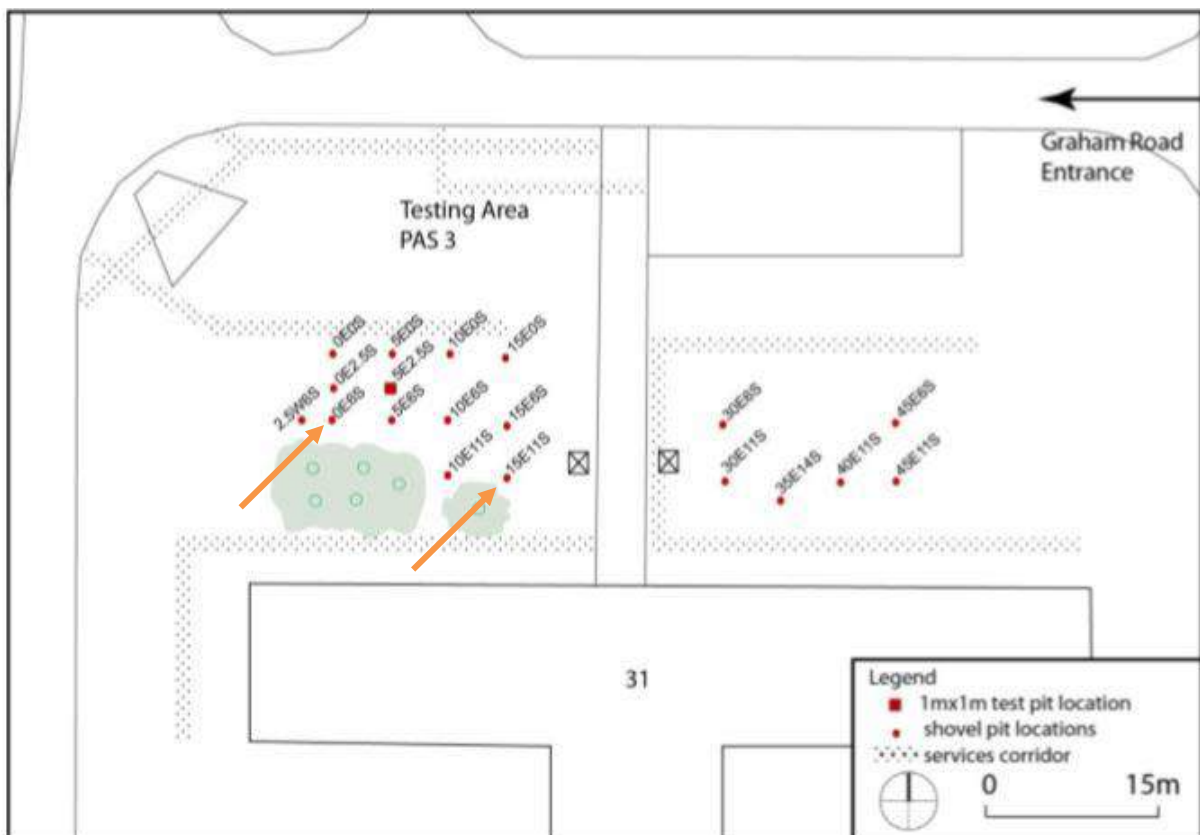 Graham Road
Entrance
Testing Area
PAS 3
0E0S
5E0S
10E0S
15E0S
0E2.5S
5E2.5S
2.5W6S
0E6S
5E6S
10E6S
15E6S
10E11S
15E11S
30E6S
45E6S
30E11S
35E14S
40E11S
45E11S
31
Legend
1mx1m test pit location
shovel pit locations
services corridor
0 15m